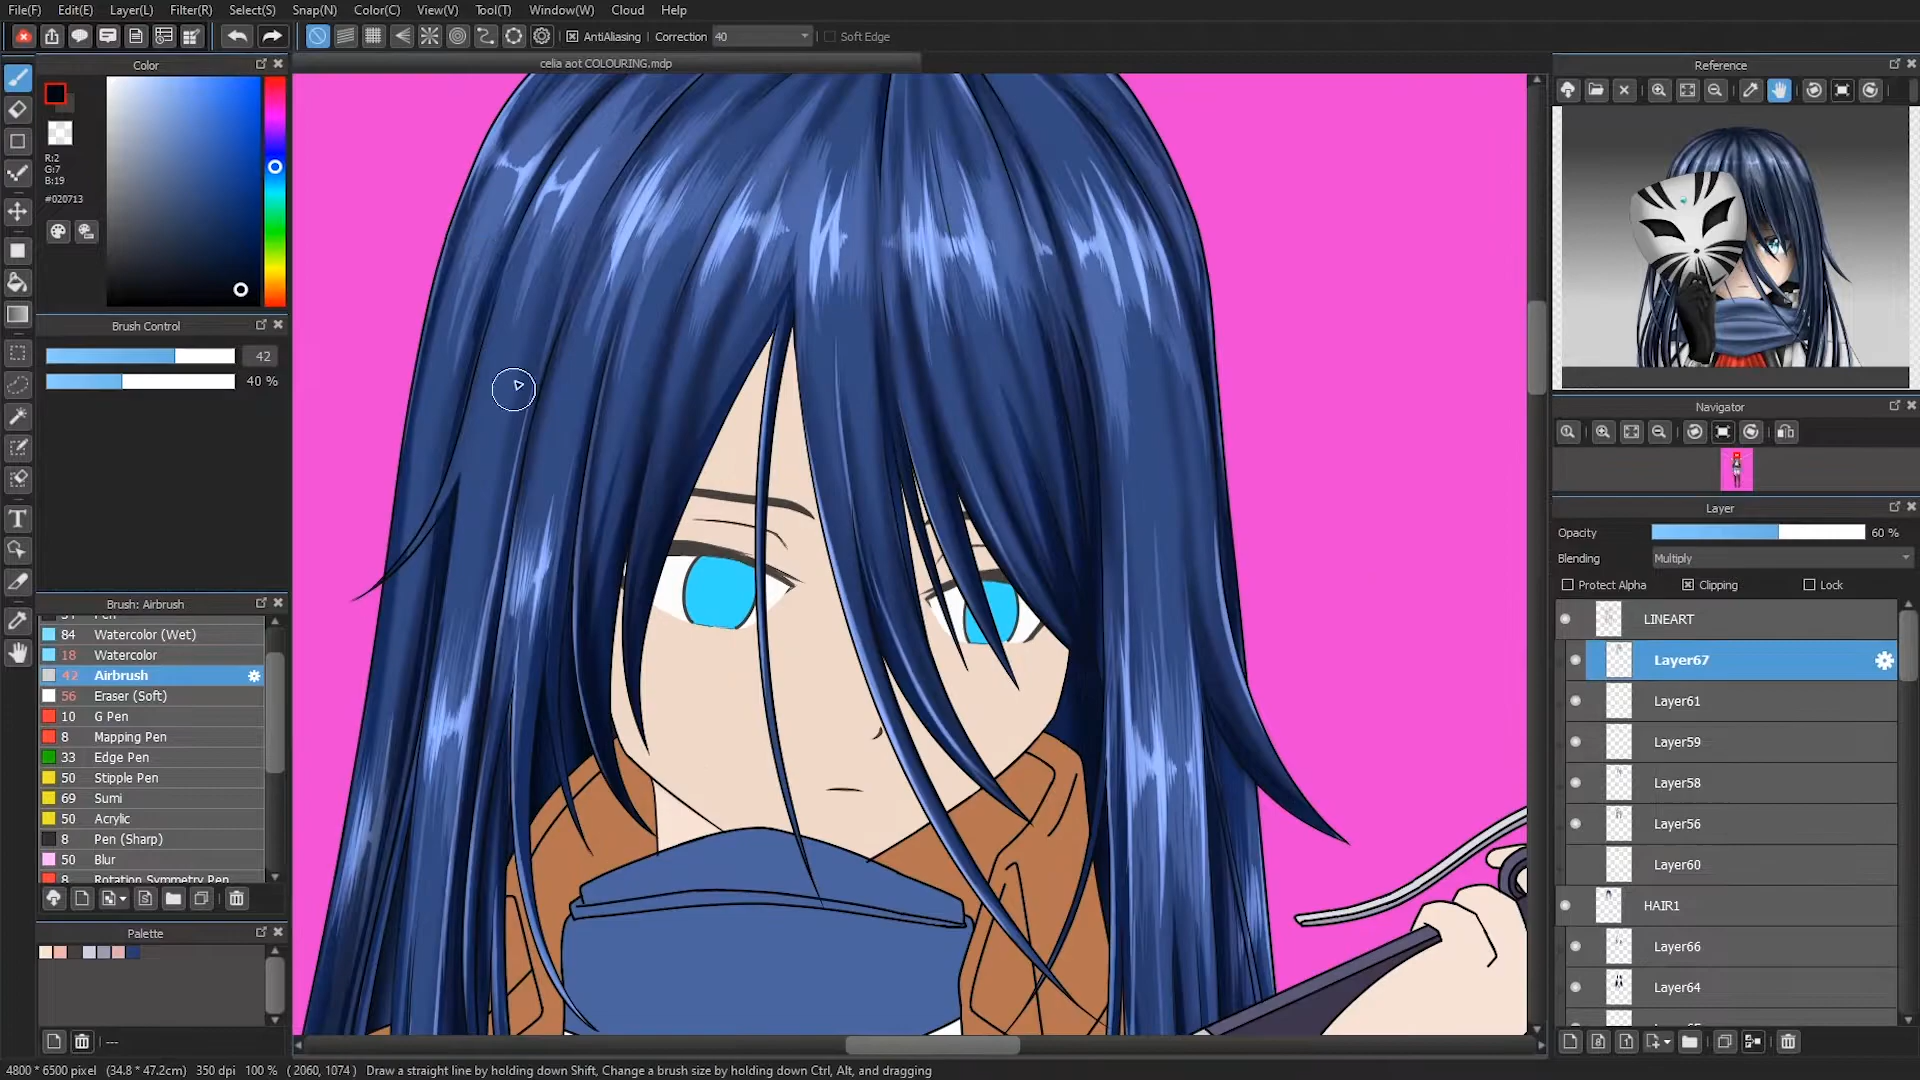 File(F) Edit(E) Layer(L) Filter(R) Select(S) Snap(N) Color(C) View(V) Tool(T) Window(W) Cloud Help
AntiAliasing Correction 40 Soft Edge
celia aot COLOURING.mdp
Color
R:2
G:7
B:19
#020713
Brush Control
42
40 %
Brush: Airbrush
84 Watercolor (Wet)
18 Watercolor
42 Airbrush
56 Eraser (Soft)
10 G Pen
8 Mapping Pen
33 Edge Pen
50 Stipple Pen
69 Sumi
50 Acrylic
8 Pen (Sharp)
50 Blur
8 Rotation Symmetry Pen
Palette
---
Reference
Navigator
Layer
Opacity 60 %
Blending Multiply
Protect Alpha Clipping Lock
LINEART
Layer67
Layer61
Layer59
Layer58
Layer56
Layer60
HAIR1
Layer66
Layer64
T
4800 * 6500 pixel (34.8 * 47.2cm) 350 dpi 100 % ( 2060, 1074 ) Draw a straight line by holding down Shift, Change a brush size by holding down Ctrl, Alt, and dragging